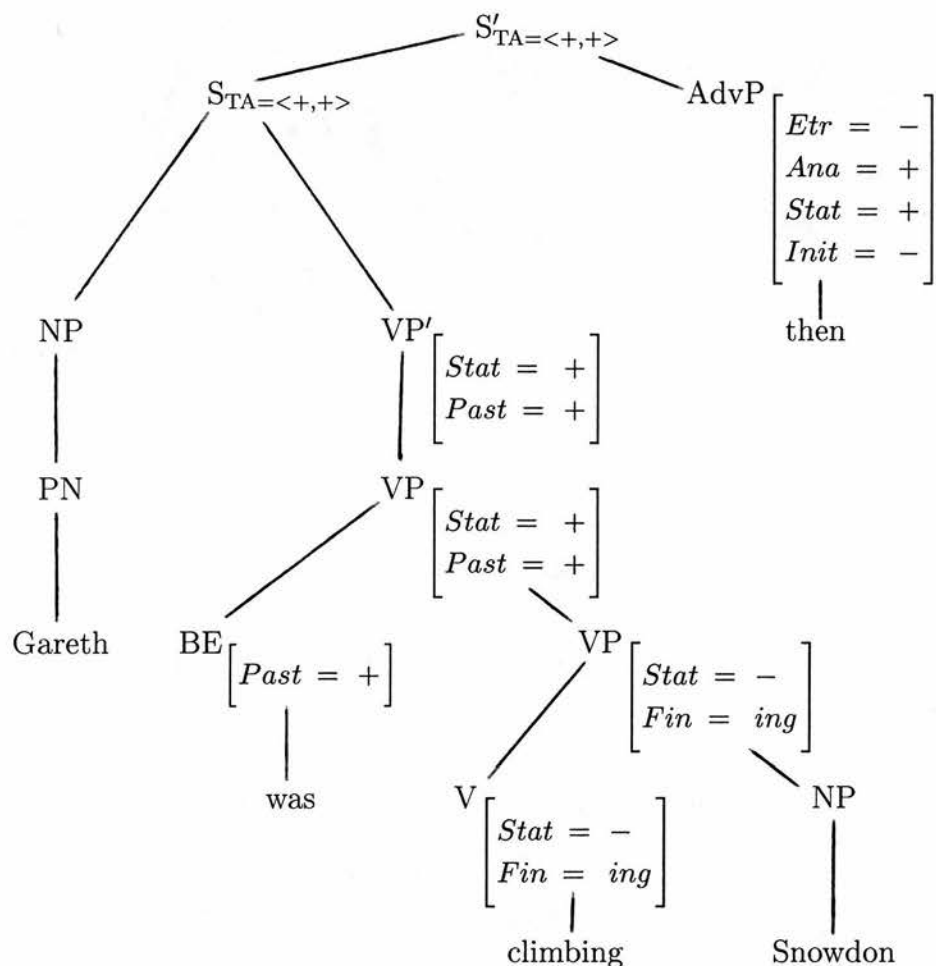 S′TA=<+,+>
STA=<+,+> AdvP
[Etr = −
Ana = +
Stat = +
Init = −]
NP VP′ then
[Stat = +
Past = +]
PN VP
[Stat = +
Past = +]
Gareth BE VP
[Past = +] [Stat = −
Fin = ing]
was V NP
[Stat = −
Fin = ing]
climbing Snowdon